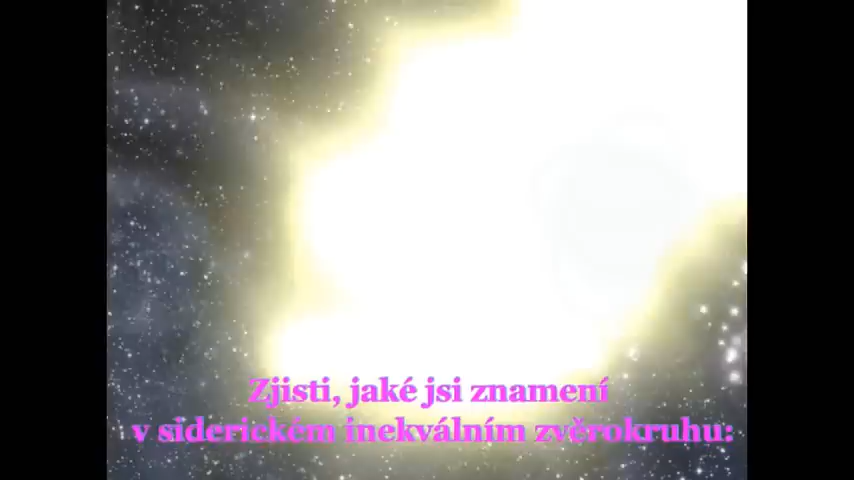 Zjisti, jaké jsi znamení
v siderickém inekválním zvěrokruhu: